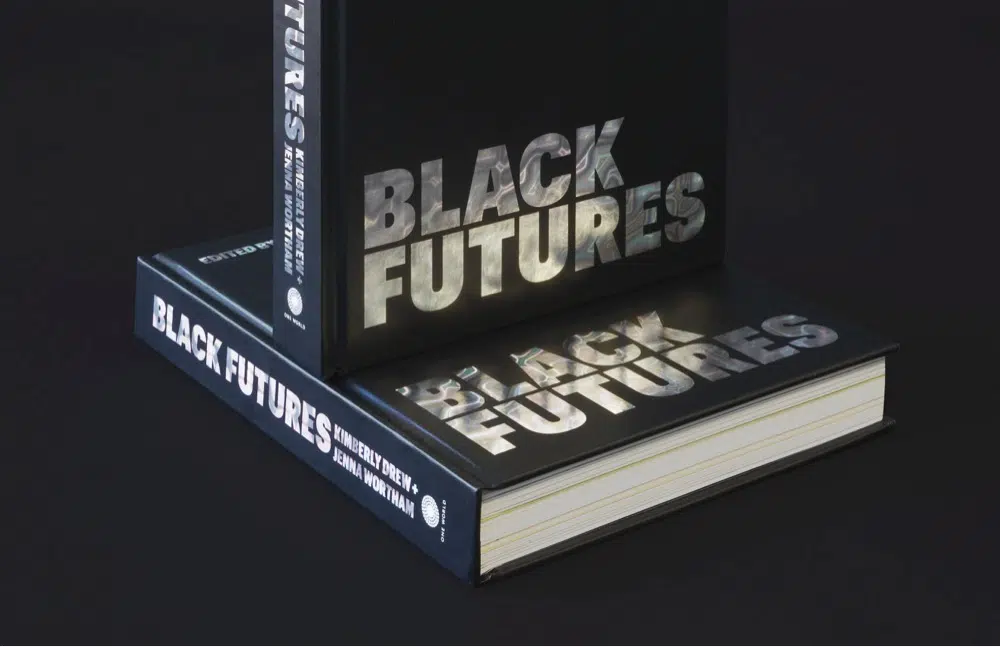 TURES
KIMBERLY DREW +
JENNA WORTHAM
ONE WORLD
BLACK
FUTURES
EDITED BY
BLACK FUTURES
KIMBERLY DREW +
JENNA WORTHAM
ONE WORLD
BLACK
FUTURES